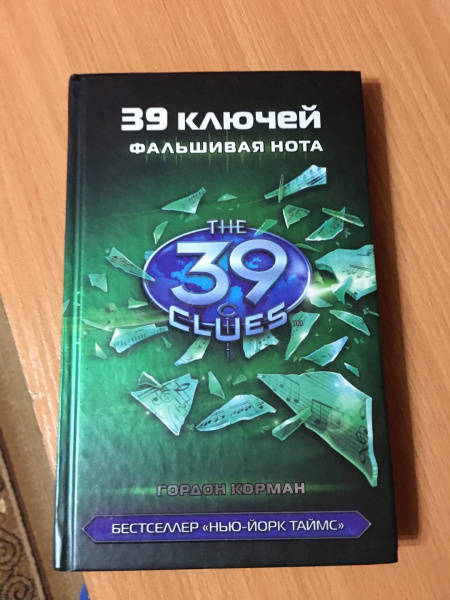 39 ключей
ФАЛЬШИВАЯ НОТА
THE
39
CLUES
ГОРДОН КОРМАН
БЕСТСЕЛЛЕР «НЬЮ-ЙОРК ТАЙМС»